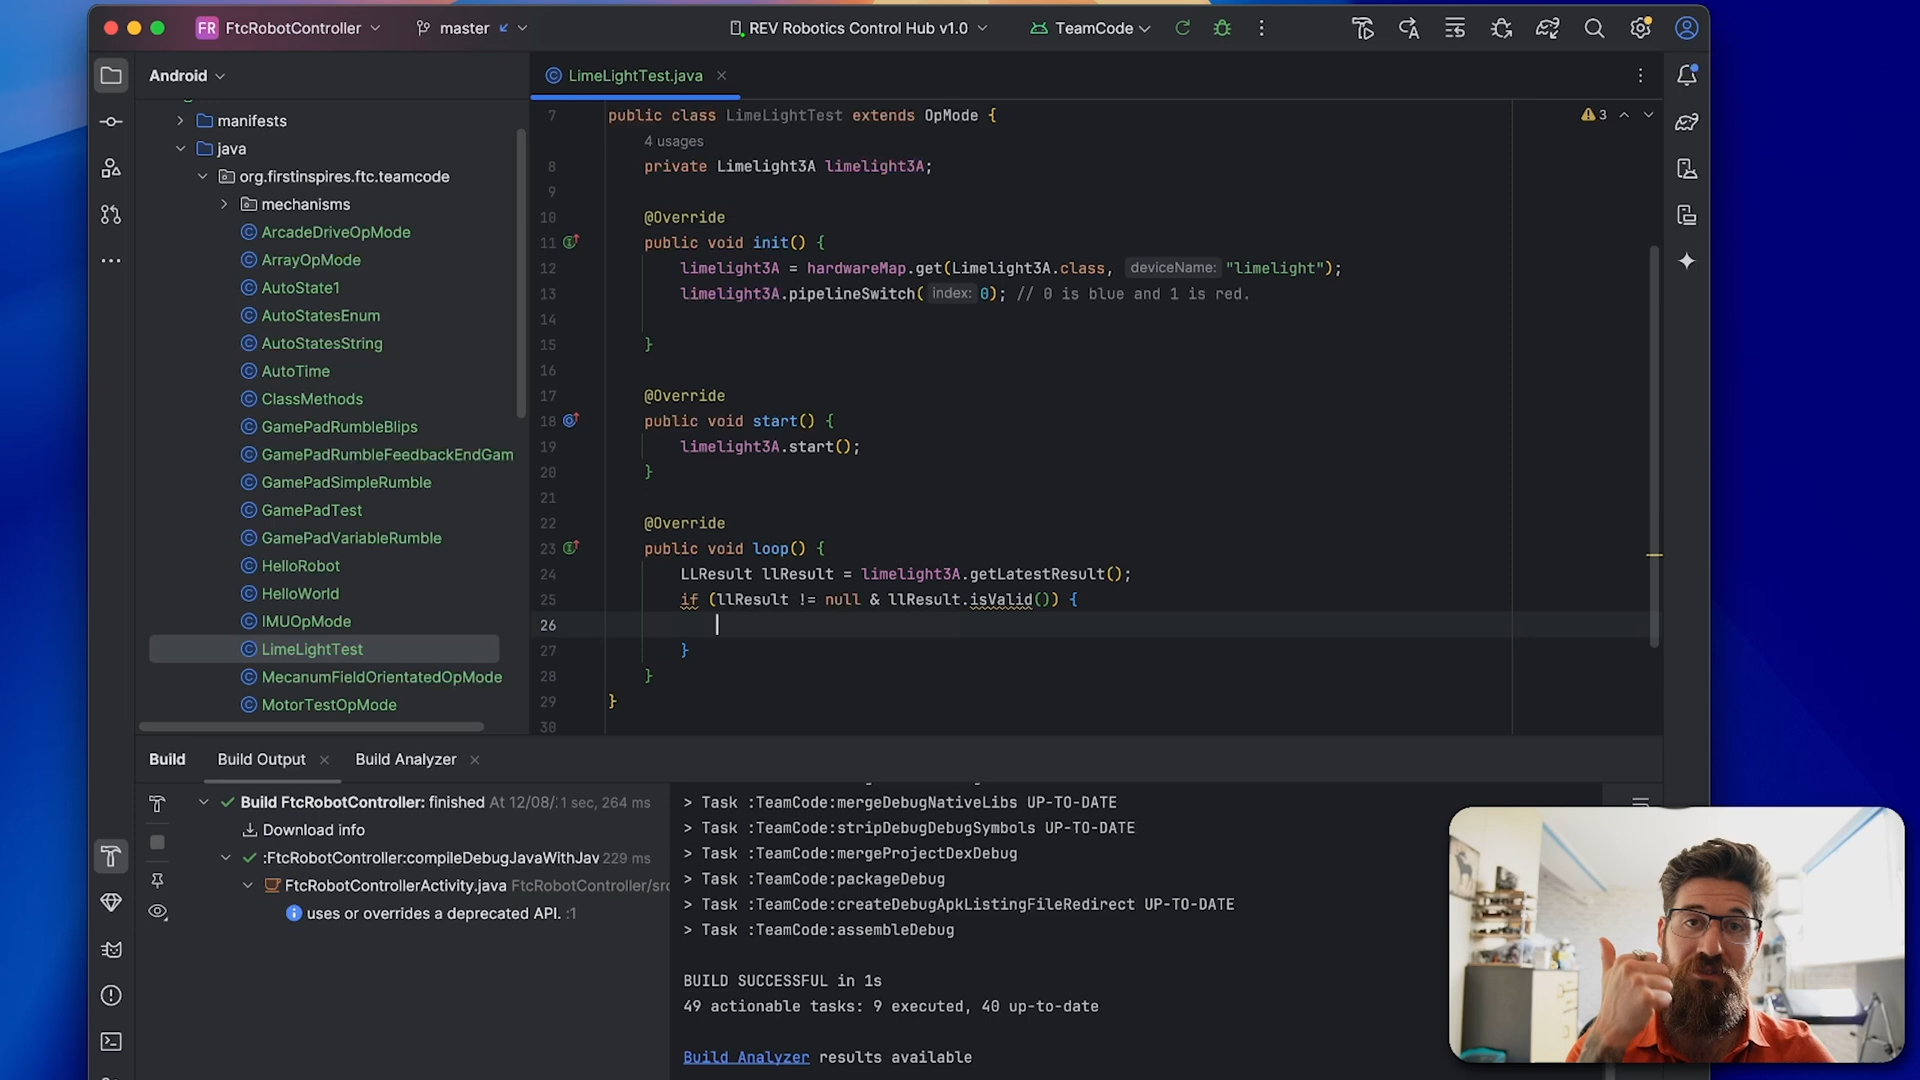 FR FtcRobotController
master
REV Robotics Control Hub v1.0
TeamCode
Android
LimeLightTest.java
manifests
java
org.firstinspires.ftc.teamcode
mechanisms
ArcadeDriveOpMode
ArrayOpMode
AutoState1
AutoStatesEnum
AutoStatesString
AutoTime
ClassMethods
GamePadRumbleBlips
GamePadRumbleFeedbackEndGam
GamePadSimpleRumble
GamePadTest
GamePadVariableRumble
HelloRobot
HelloWorld
IMUOpMode
LimeLightTest
MecanumFieldOrientatedOpMode
MotorTestOpMode
3
7 public class LimeLightTest extends OpMode {
4 usages
8 private Limelight3A limelight3A;
9
10 @Override
11 public void init() {
12 limelight3A = hardwareMap.get(Limelight3A.class, deviceName: "limelight");
13 limelight3A.pipelineSwitch( index: 0); // 0 is blue and 1 is red.
14
15 }
16
17 @Override
18 public void start() {
19 limelight3A.start();
20 }
21
22 @Override
23 public void loop() {
24 LLResult llResult = limelight3A.getLatestResult();
25 if (llResult != null & llResult.isValid()) {
26
27 }
28 }
29 }
30
Build Build Output Build Analyzer
Build FtcRobotController: finished At 12/08/ 1 sec, 264 ms
Download info
:FtcRobotController:compileDebugJavaWithJav 229 ms
FtcRobotControllerActivity.java FtcRobotController/src
uses or overrides a deprecated API. :1
> Task :TeamCode:mergeDebugNativeLibs UP-TO-DATE
> Task :TeamCode:stripDebugDebugSymbols UP-TO-DATE
> Task :TeamCode:mergeProjectDexDebug
> Task :TeamCode:packageDebug
> Task :TeamCode:createDebugApkListingFileRedirect UP-TO-DATE
> Task :TeamCode:assembleDebug
BUILD SUCCESSFUL in 1s
49 actionable tasks: 9 executed, 40 up-to-date
Build Analyzer results available